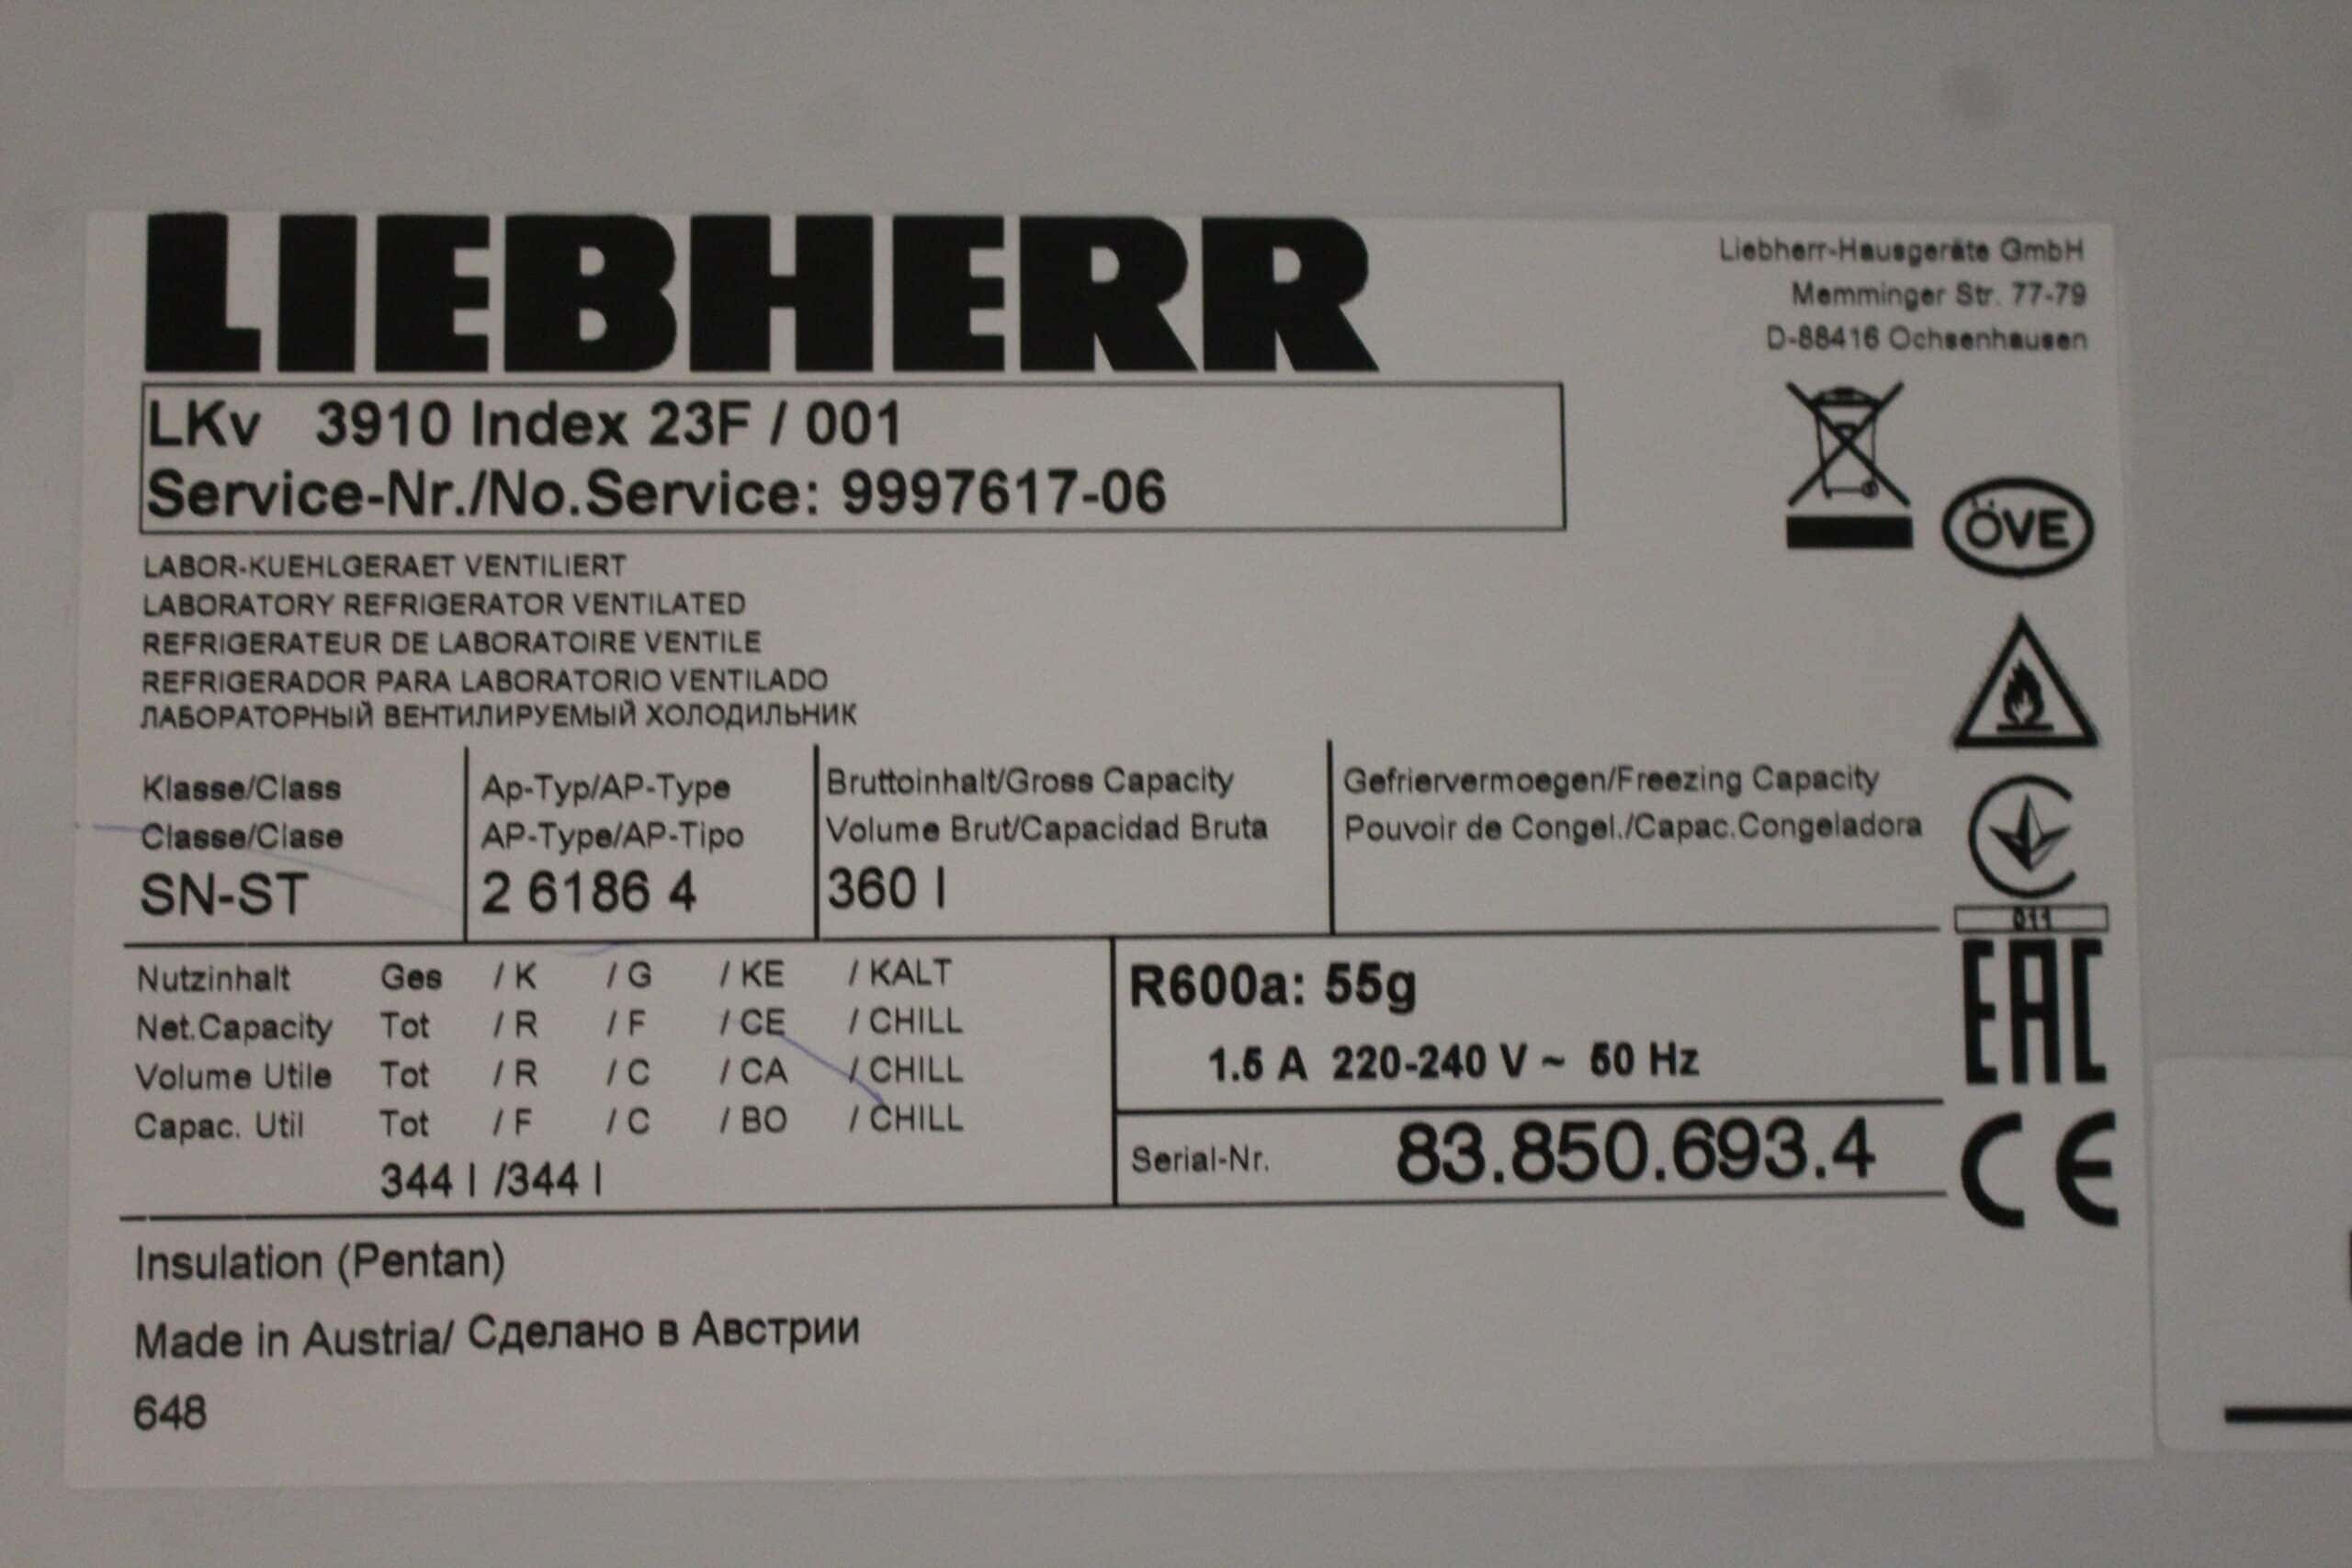 LIEBHERR
Liebherr-Hausgeräte GmbH
Memminger Str. 77-79
D-88416 Ochsenhausen
LKv 3910 Index 23F / 001
Service-Nr./No.Service: 9997617-06
ÖVE
LABOR-KUEHLGERAET VENTILIERT
LABORATORY REFRIGERATOR VENTILATED
REFRIGERATEUR DE LABORATOIRE VENTILE
REFRIGERADOR PARA LABORATORIO VENTILADO
ЛАБОРАТОРНЫЙ ВЕНТИЛИРУЕМЫЙ ХОЛОДИЛЬНИК
Klasse/Class
Classe/Clase
SN-ST
Ap-Typ/AP-Type
AP-Type/AP-Tipo
2 6186 4
Bruttoinhalt/Gross Capacity
Volume Brut/Capacidad Bruta
360 l
Gefriervermoegen/Freezing Capacity
Pouvoir de Congel./Capac.Congeladora
011
EAC
CE
Nutzinhalt Ges / K / G / KE / KALT
Net.Capacity Tot / R / F / CE / CHILL
Volume Utile Tot / R / C / CA / CHILL
Capac. Util Tot / F / C / BO / CHILL
344 l /344 l
R600a: 55g
1.5 A 220-240 V ~ 50 Hz
Serial-Nr. 83.850.693.4
Insulation (Pentan)
Made in Austria/ Сделано в Австрии
648